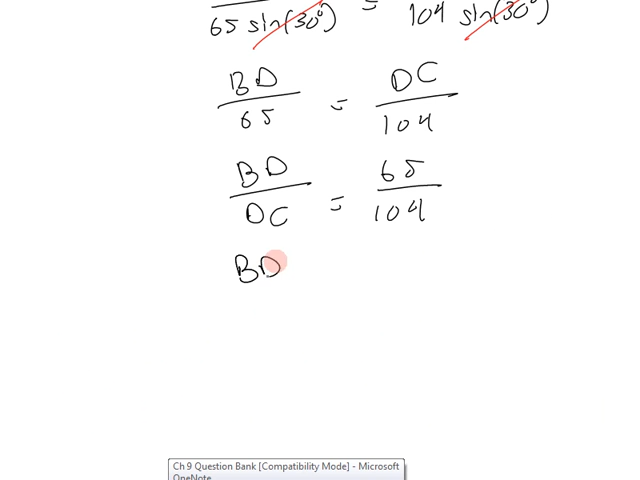 65 sin(30°) = 104 sin(30°)
BD = DC
65 104
BD = 65
DC 104
BD
Ch 9 Question Bank [Compatibility Mode] - Microsoft
OneNote